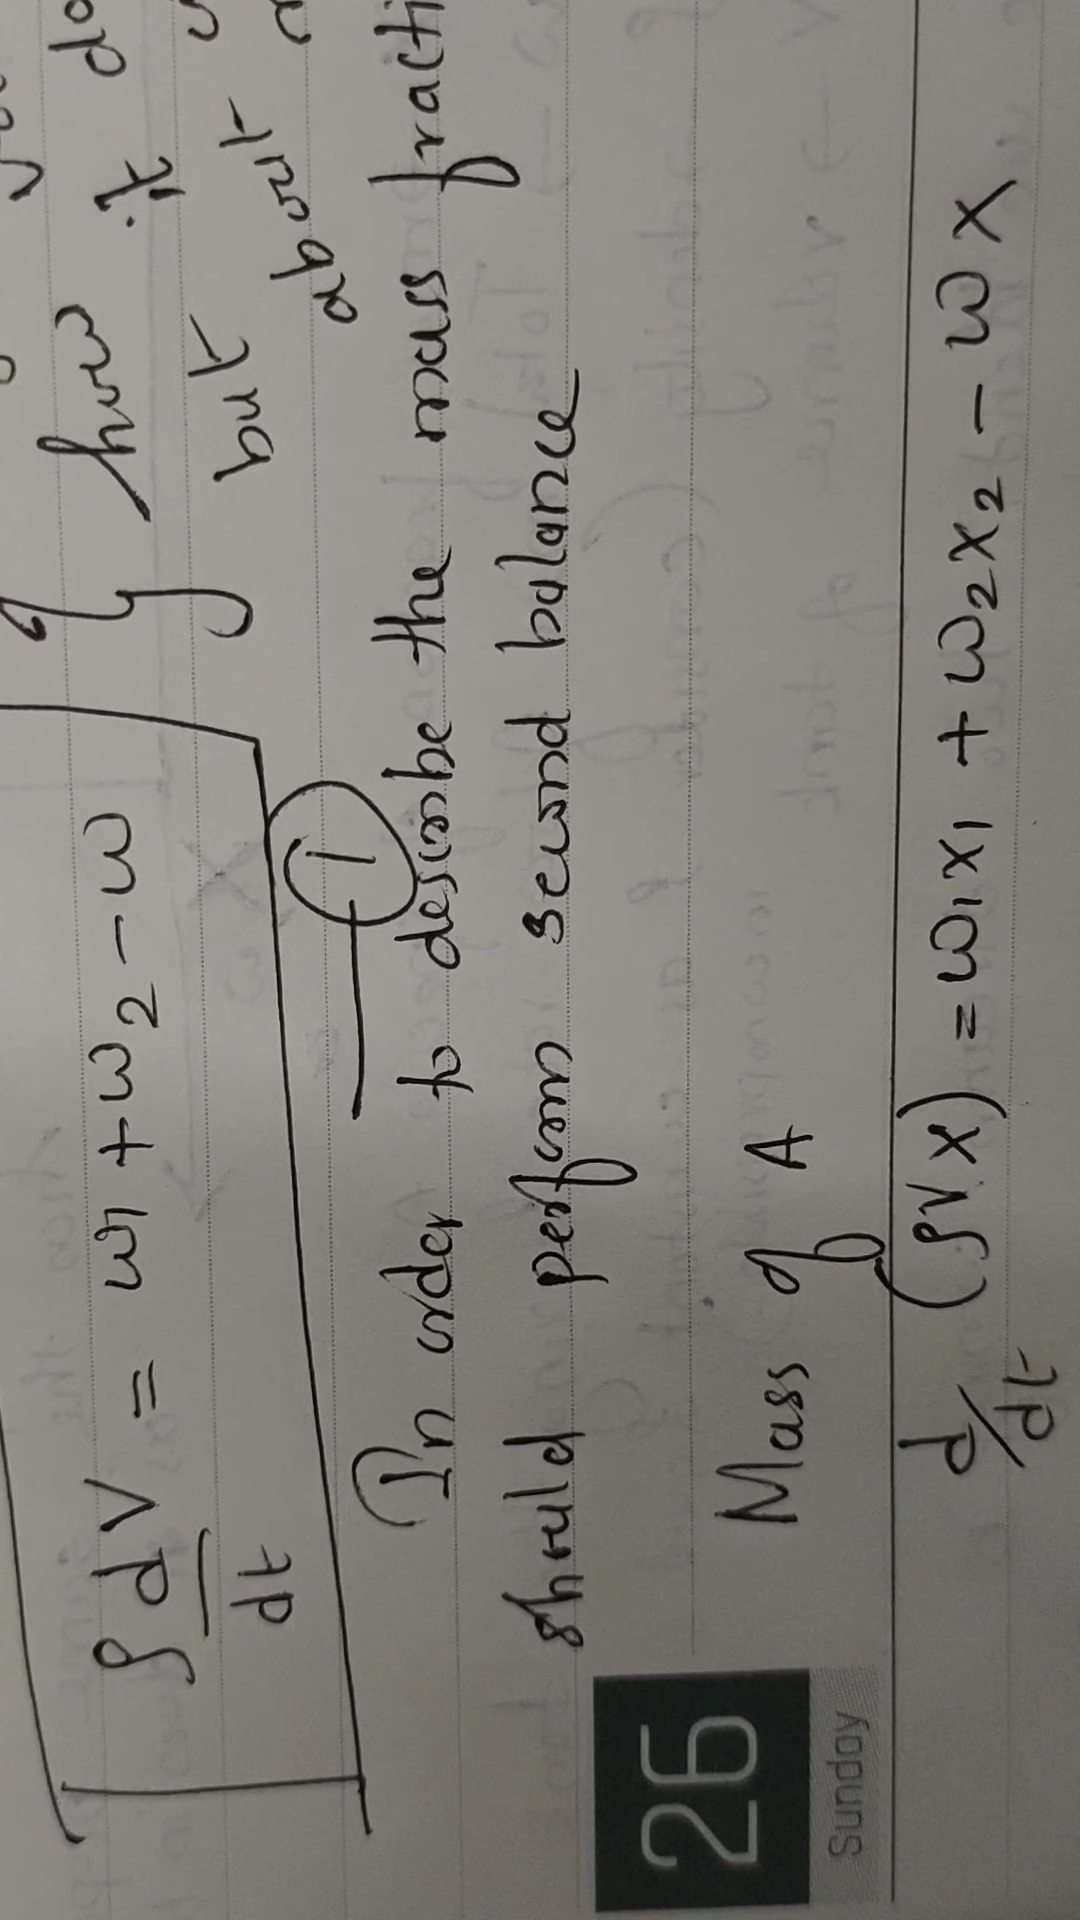 ρ dV/dt = w1 + w2 - w
{ how it do
but about
①
(In order to describe the mass fracti
should perform second balance
Mass of A
26
Sunday
d/dt (ρVX) = w1x1 + w2x2 - wx